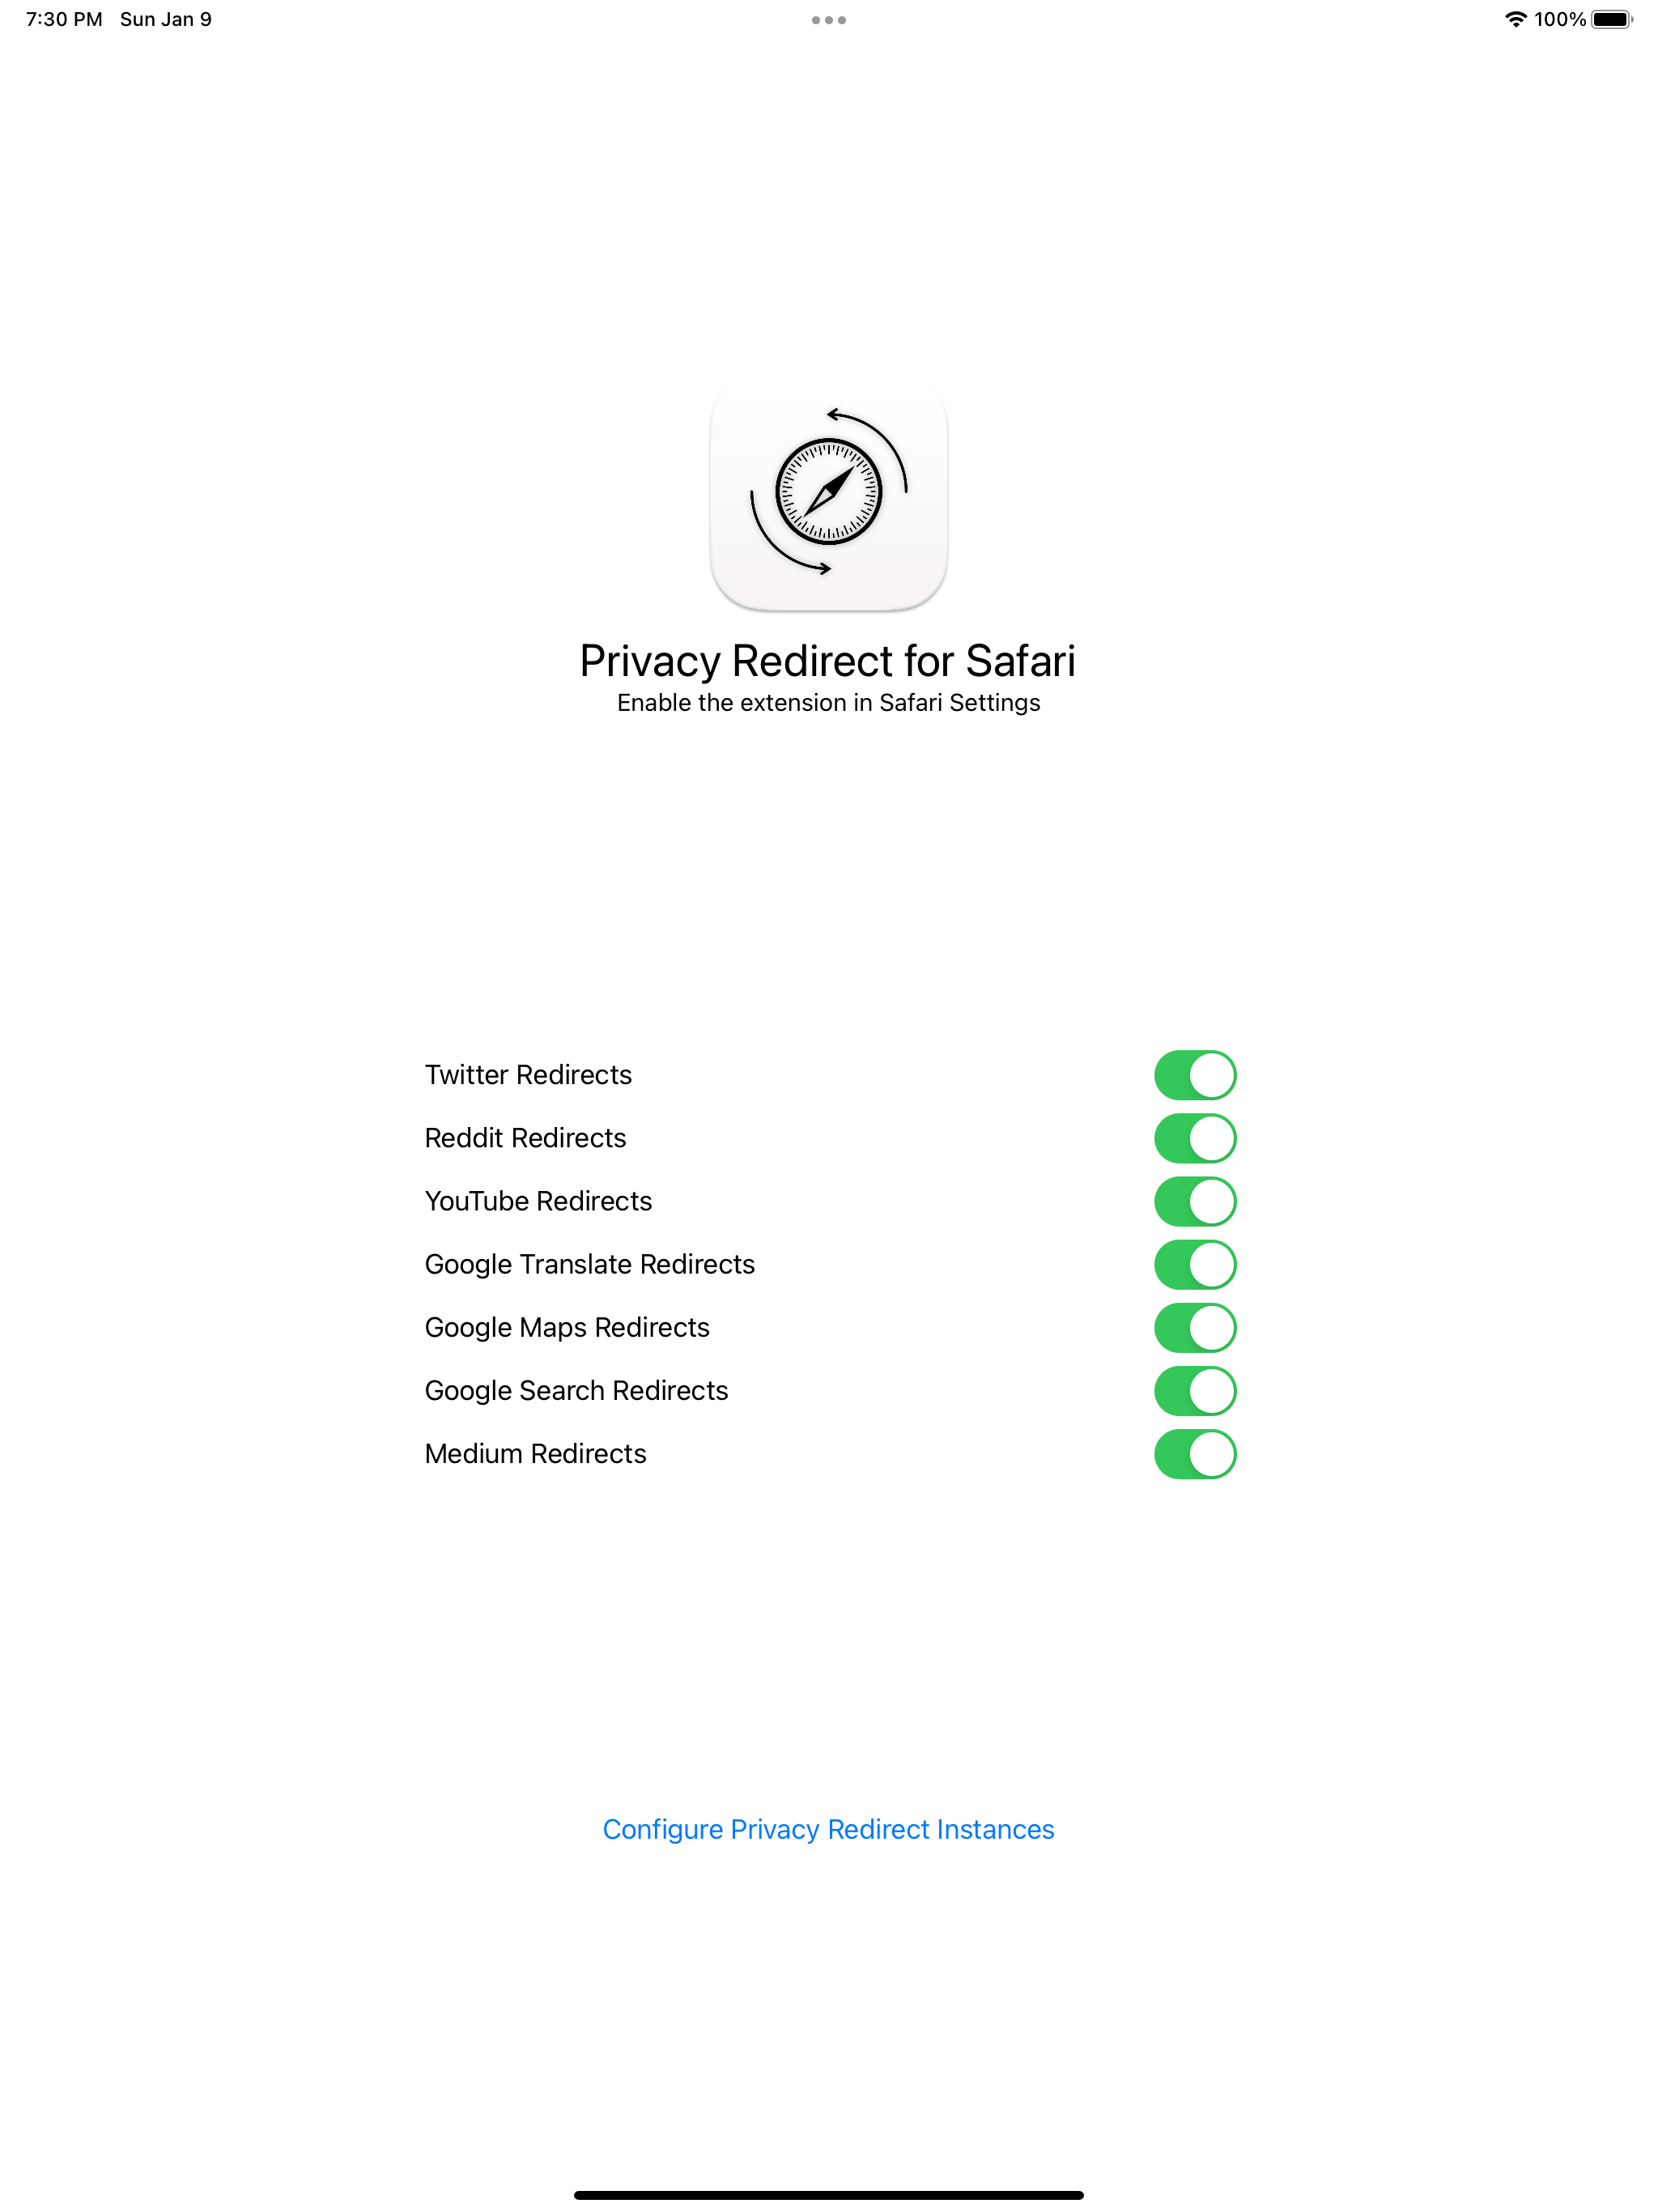 7:30 PM Sun Jan 9
100%
Privacy Redirect for Safari
Enable the extension in Safari Settings
Twitter Redirects
Reddit Redirects
YouTube Redirects
Google Translate Redirects
Google Maps Redirects
Google Search Redirects
Medium Redirects
Configure Privacy Redirect Instances